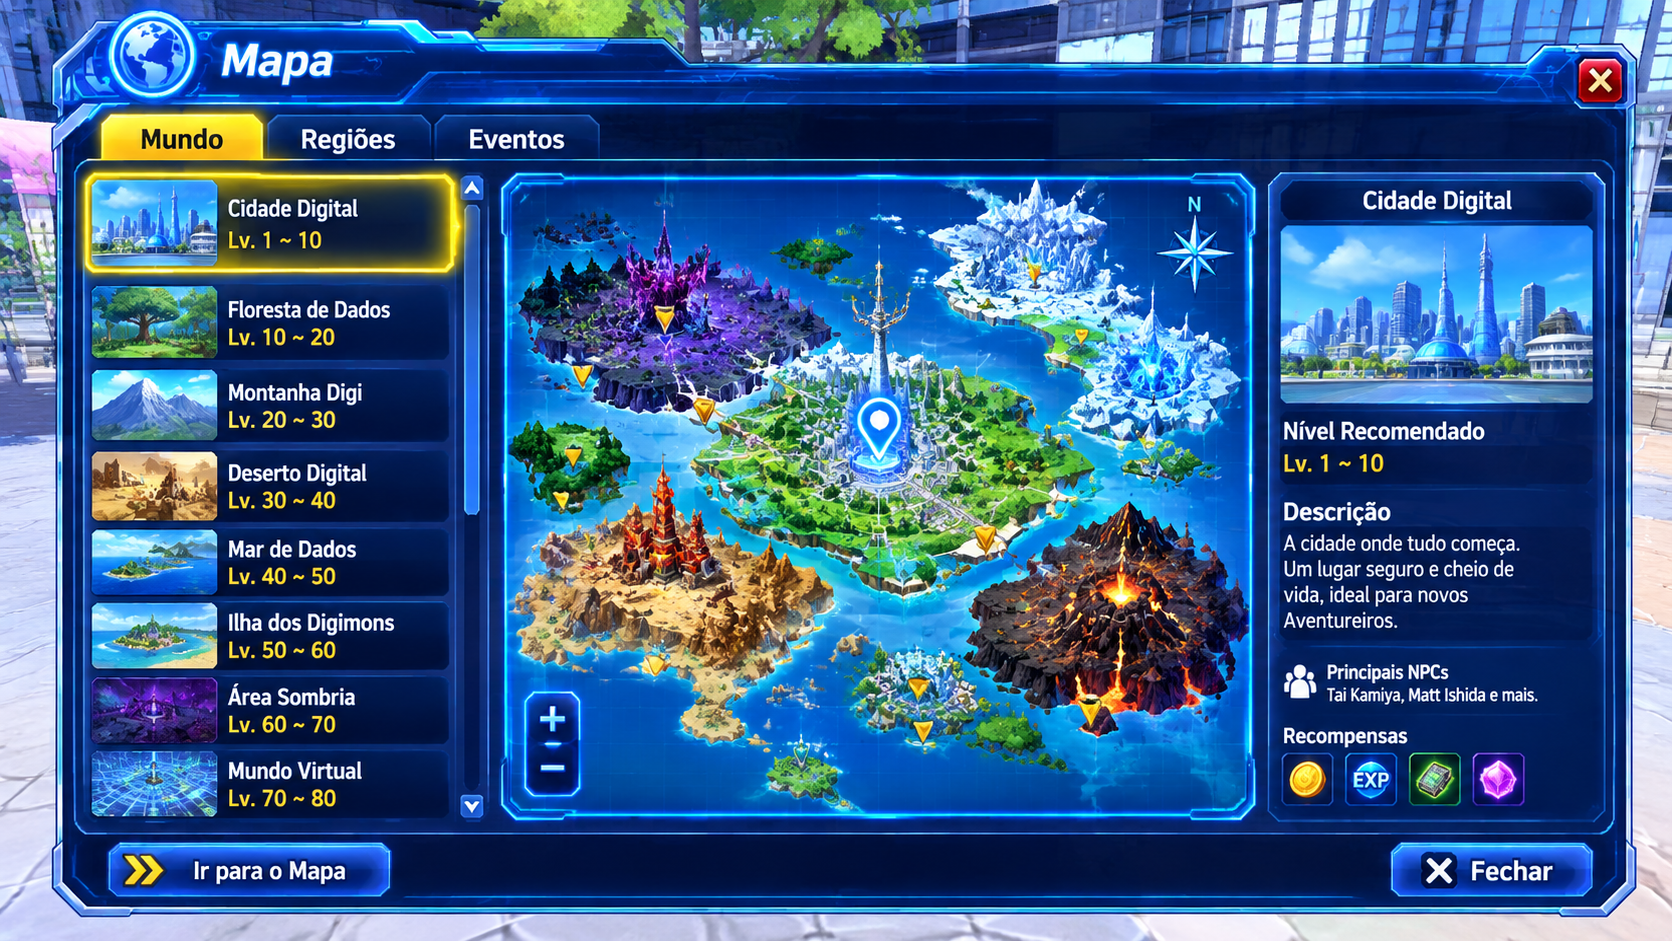 Mapa
Mundo
Regiões
Eventos
Cidade Digital
Lv. 1 ~ 10
Floresta de Dados
Lv. 10 ~ 20
Montanha Digi
Lv. 20 ~ 30
Deserto Digital
Lv. 30 ~ 40
Mar de Dados
Lv. 40 ~ 50
Ilha dos Digimons
Lv. 50 ~ 60
Área Sombria
Lv. 60 ~ 70
Mundo Virtual
Lv. 70 ~ 80
N
Cidade Digital
Nível Recomendado
Lv. 1 ~ 10
Descrição
A cidade onde tudo começa.
Um lugar seguro e cheio de
vida, ideal para novos
Aventureiros.
Principais NPCs
Tai Kamiya, Matt Ishida e mais.
Recompensas
EXP
Ir para o Mapa
Fechar